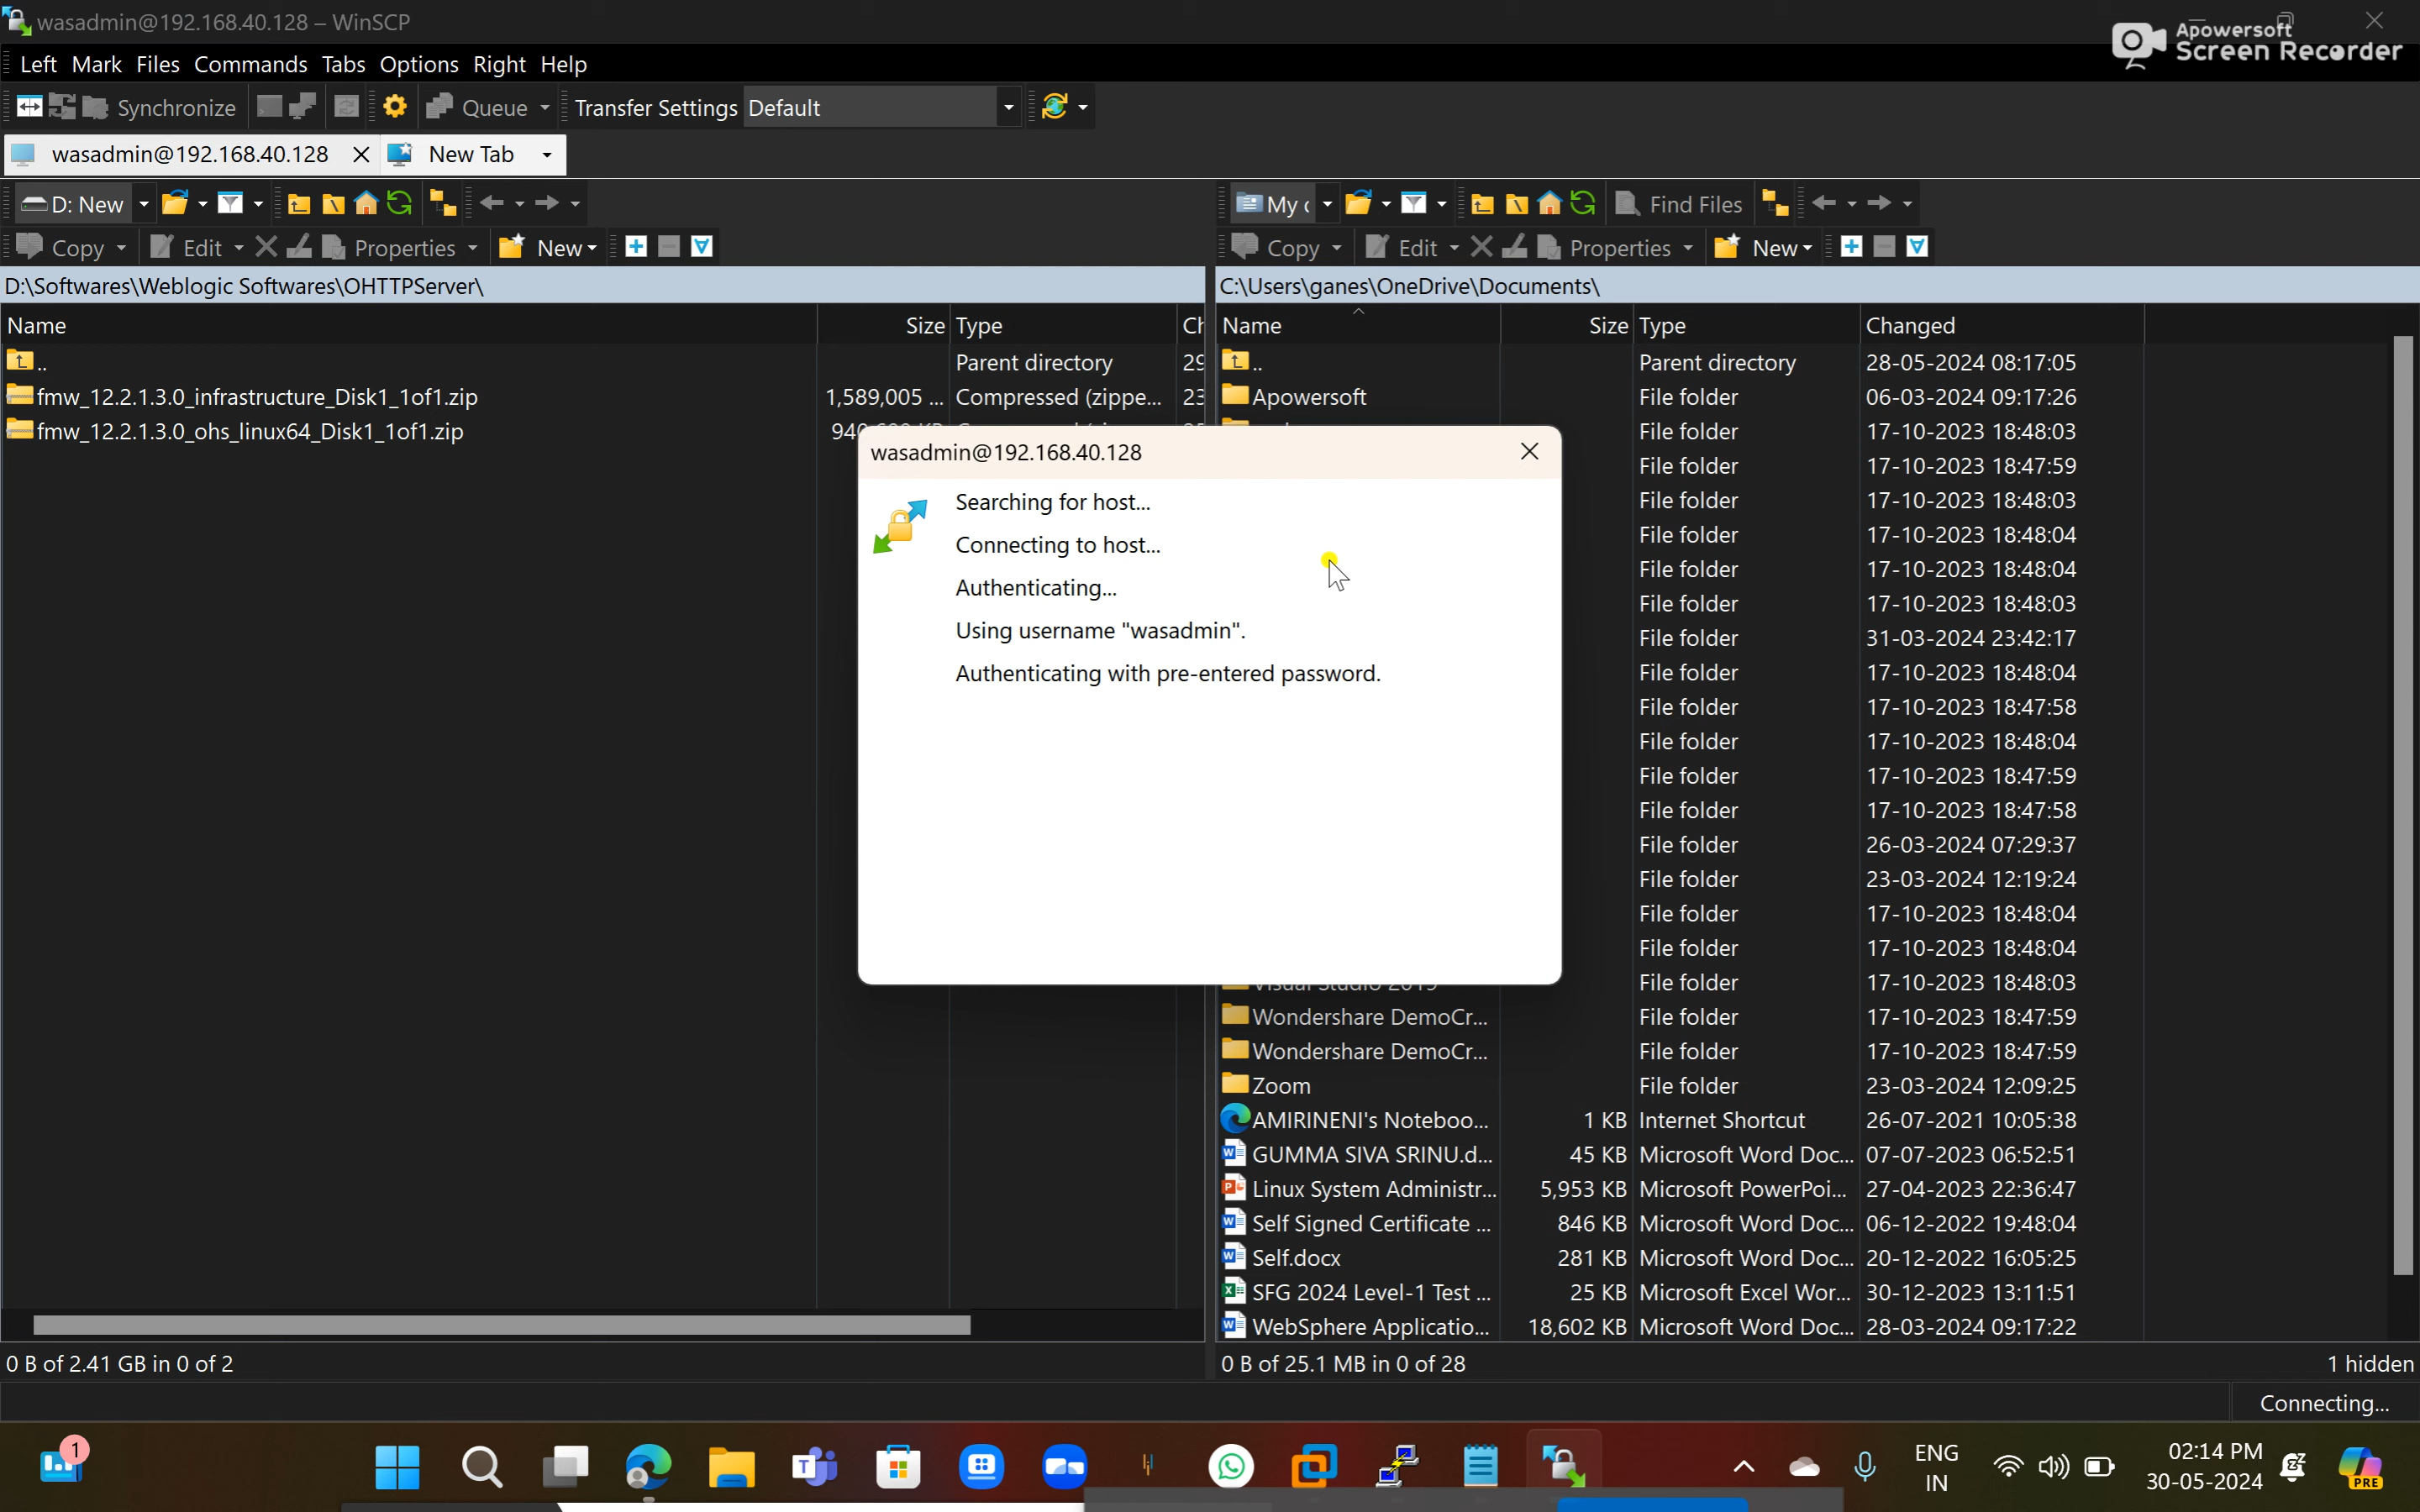 wasadmin@192.168.40.128 – WinSCP
Apowersoft
Screen Recorder
Left Mark Files Commands Tabs Options Right Help
Synchronize Queue Transfer Settings Default
wasadmin@192.168.40.128 New Tab
D: New My Find Files
Copy Edit Properties New Copy Edit Properties New
D:\Softwares\Weblogic Softwares\OHTTPServer\ C:\Users\ganes\OneDrive\Documents\
Name Size Type Name Size Type Changed
.. Parent directory 29 .. Parent directory 28-05-2024 08:17:05
fmw_12.2.1.3.0_infrastructure_Disk1_1of1.zip 1,589,005 ... Compressed (zippe... 23 Apowersoft File folder 06-03-2024 09:17:26
fmw_12.2.1.3.0_ohs_linux64_Disk1_1of1.zip File folder 17-10-2023 18:48:03
wasadmin@192.168.40.128
Searching for host...
Connecting to host...
Authenticating...
Using username "wasadmin".
Authenticating with pre-entered password.
File folder 17-10-2023 18:47:59
File folder 17-10-2023 18:48:03
File folder 17-10-2023 18:48:04
File folder 17-10-2023 18:48:04
File folder 17-10-2023 18:48:03
File folder 31-03-2024 23:42:17
File folder 17-10-2023 18:48:04
File folder 17-10-2023 18:47:58
File folder 17-10-2023 18:48:04
File folder 17-10-2023 18:47:59
File folder 17-10-2023 18:47:58
File folder 26-03-2024 07:29:37
File folder 23-03-2024 12:19:24
File folder 17-10-2023 18:48:04
File folder 17-10-2023 18:48:04
Visual Studio 2019 File folder 17-10-2023 18:48:03
Wondershare DemoCr... File folder 17-10-2023 18:47:59
Wondershare DemoCr... File folder 17-10-2023 18:47:59
Zoom File folder 23-03-2024 12:09:25
AMIRINENI's Noteboo... 1 KB Internet Shortcut 26-07-2021 10:05:38
GUMMA SIVA SRINU.d... 45 KB Microsoft Word Doc... 07-07-2023 06:52:51
Linux System Administr... 5,953 KB Microsoft PowerPoi... 27-04-2023 22:36:47
Self Signed Certificate ... 846 KB Microsoft Word Doc... 06-12-2022 19:48:04
Self.docx 281 KB Microsoft Word Doc... 20-12-2022 16:05:25
SFG 2024 Level-1 Test ... 25 KB Microsoft Excel Wor... 30-12-2023 13:11:51
WebSphere Applicatio... 18,602 KB Microsoft Word Doc... 28-03-2024 09:17:22
0 B of 2.41 GB in 0 of 2 0 B of 25.1 MB in 0 of 28 1 hidden
Connecting...
1 ENG 02:14 PM
IN 30-05-2024 PRE